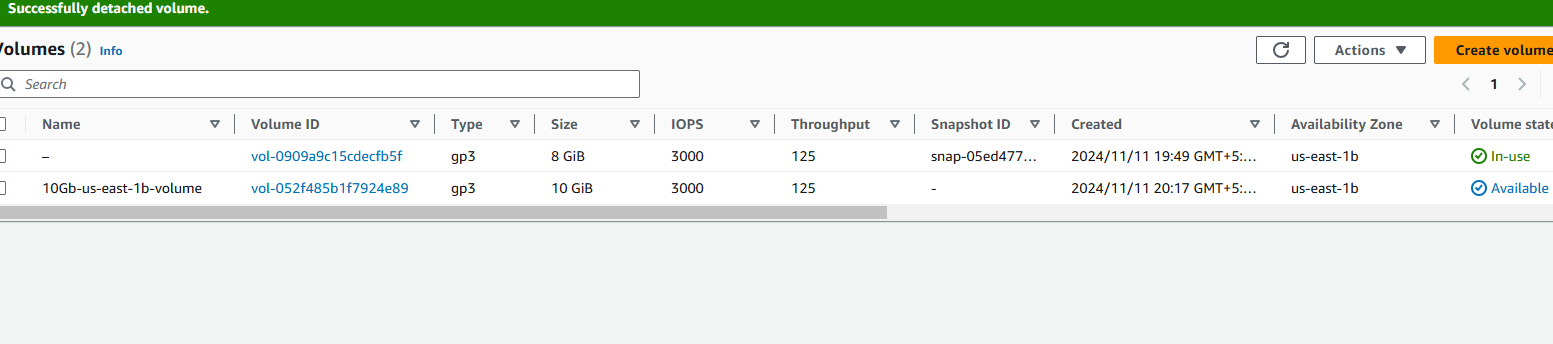 Successfully detached volume.
Volumes (2) Info
Actions
Create volume
Search
1
Name Volume ID Type Size IOPS Throughput Snapshot ID Created Availability Zone Volume state
– vol-0909a9c15cdecfb5f gp3 8 GiB 3000 125 snap-05ed477... 2024/11/11 19:49 GMT+5:... us-east-1b In-use
10Gb-us-east-1b-volume vol-052f485b1f7924e89 gp3 10 GiB 3000 125 - 2024/11/11 20:17 GMT+5:... us-east-1b Available